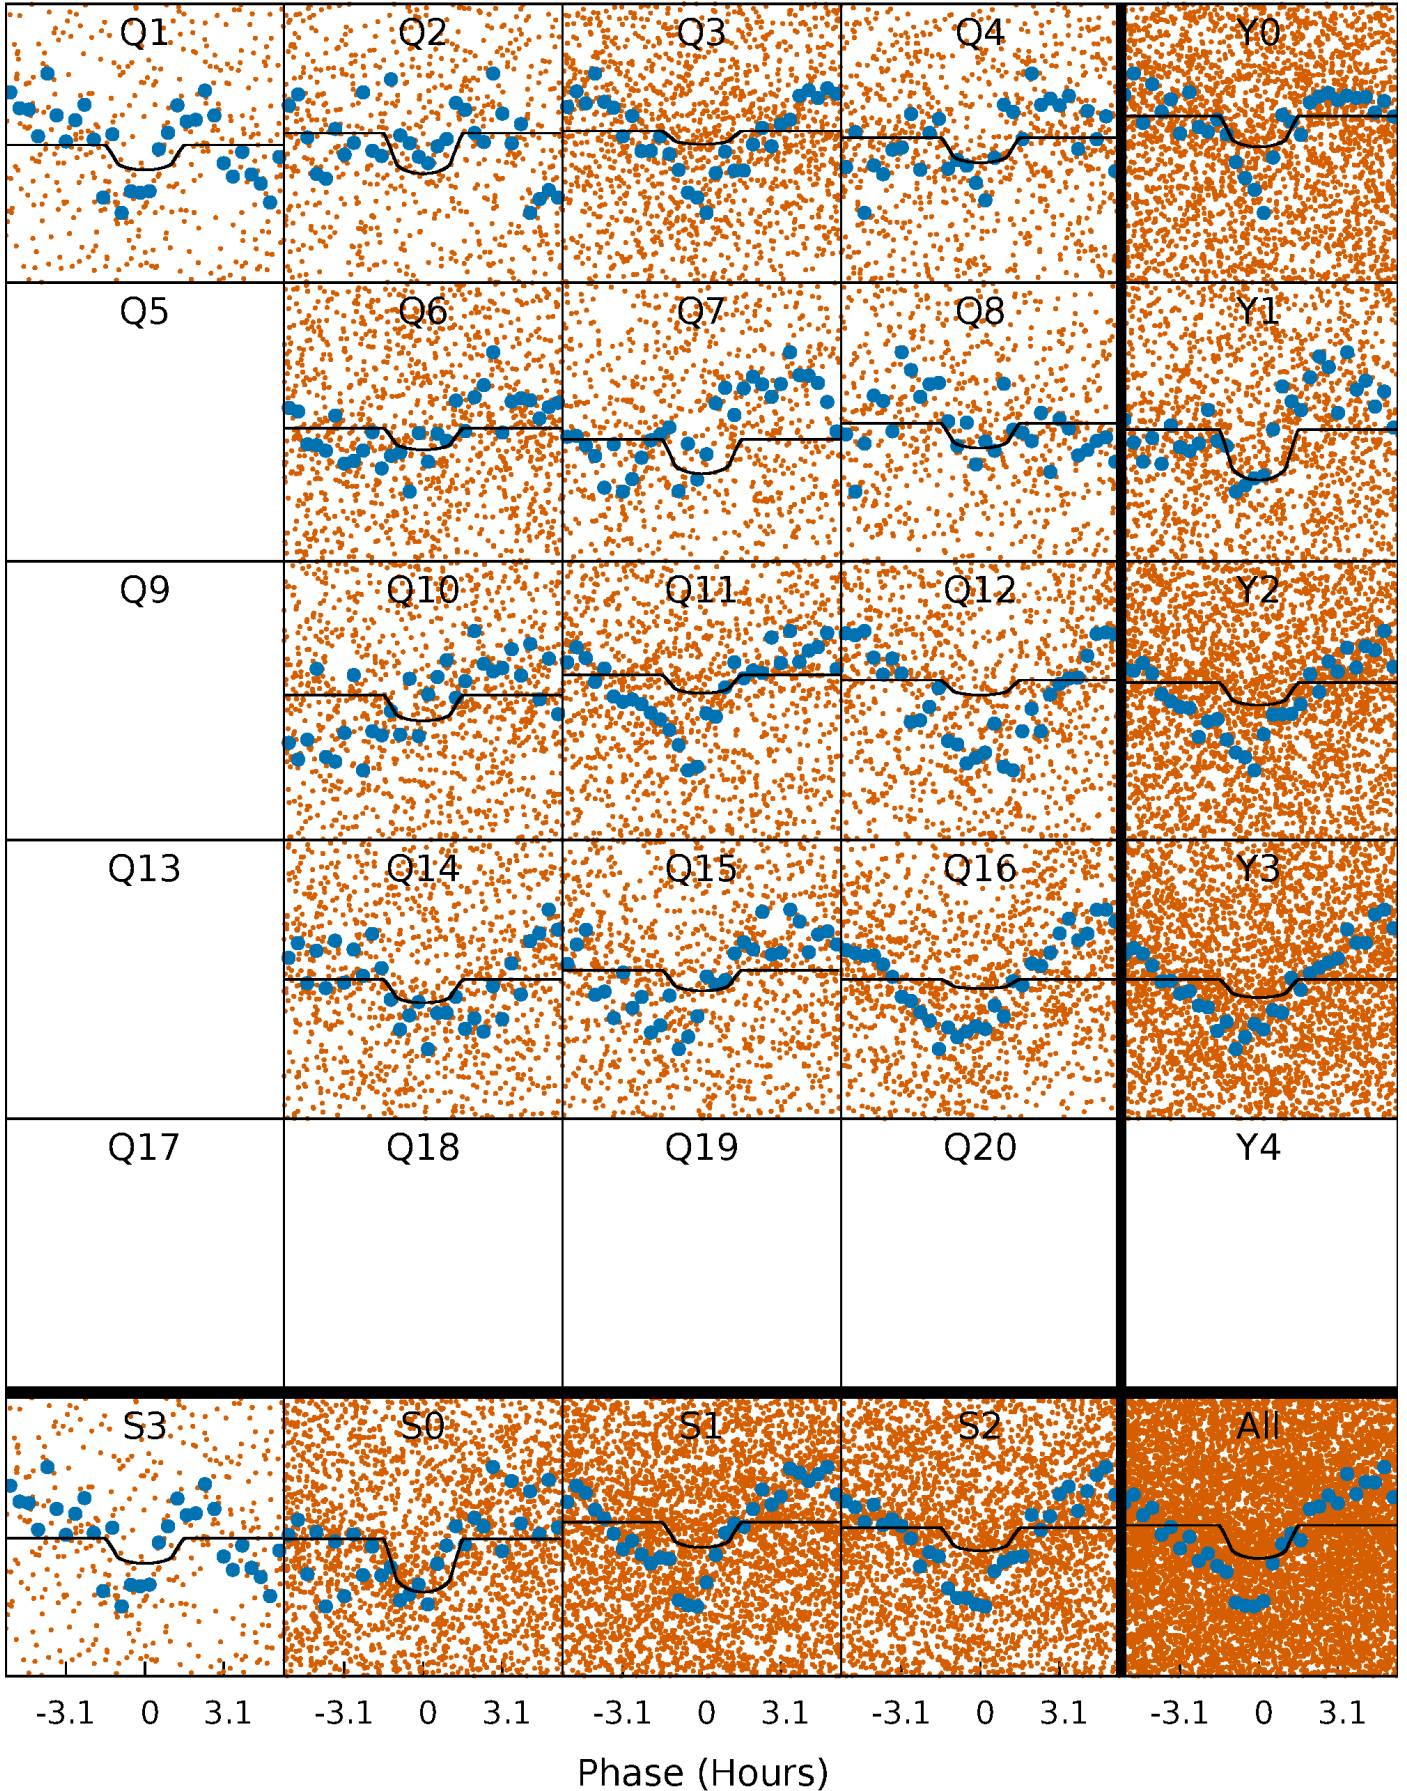 Q1 Q2 Q3 Q4 Y0
Q5 Q6 Q7 Q8 Y1
Q9 Q10 Q11 Q12 Y2
Q13 Q14 Q15 Q16 Y3
Q17 Q18 Q19 Q20 Y4
S3 S0 S1 S2 All
-3.1 0 3.1 -3.1 0 3.1 -3.1 0 3.1 -3.1 0 3.1 -3.1 0 3.1
Phase (Hours)